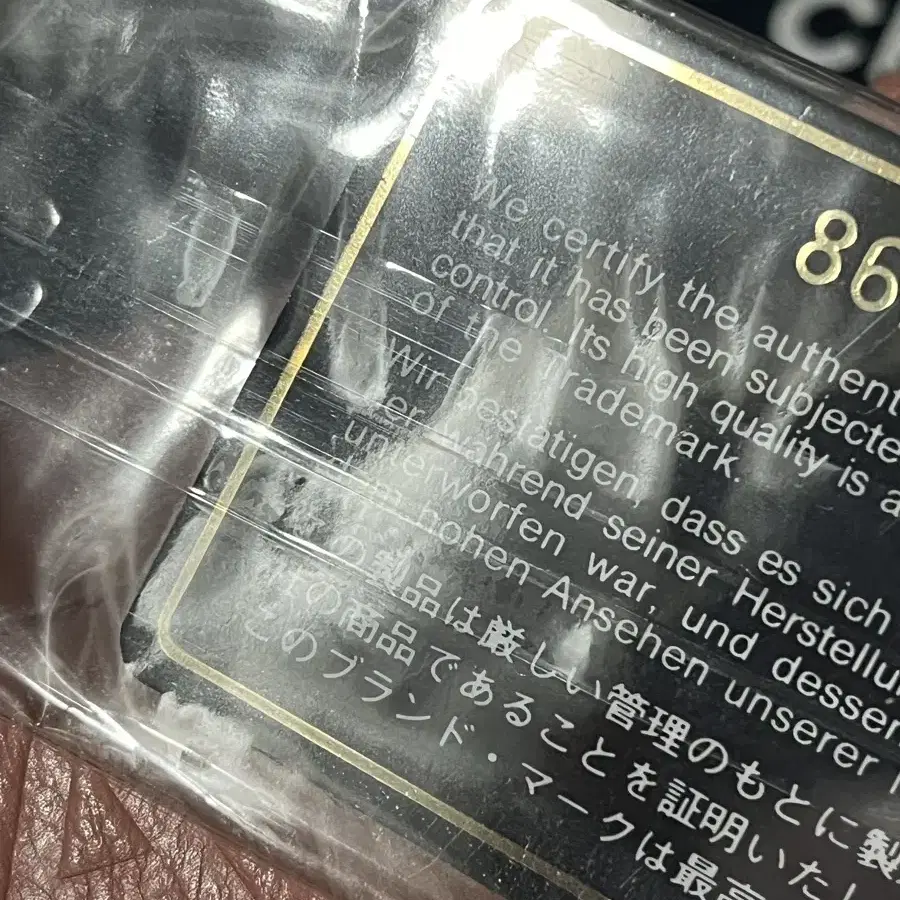 C
86
We certify the authent
that it has been subjecte
control. Its high quality is a
of the Trademark.
Wir bestätigen, dass es sich
der während seiner Herstellu
unterworfen war, und dessen
hohen Ansehen unserer
の製品は厳しい管理のもとに製
の商品であることを証明いたし
このブランド・マークは最高